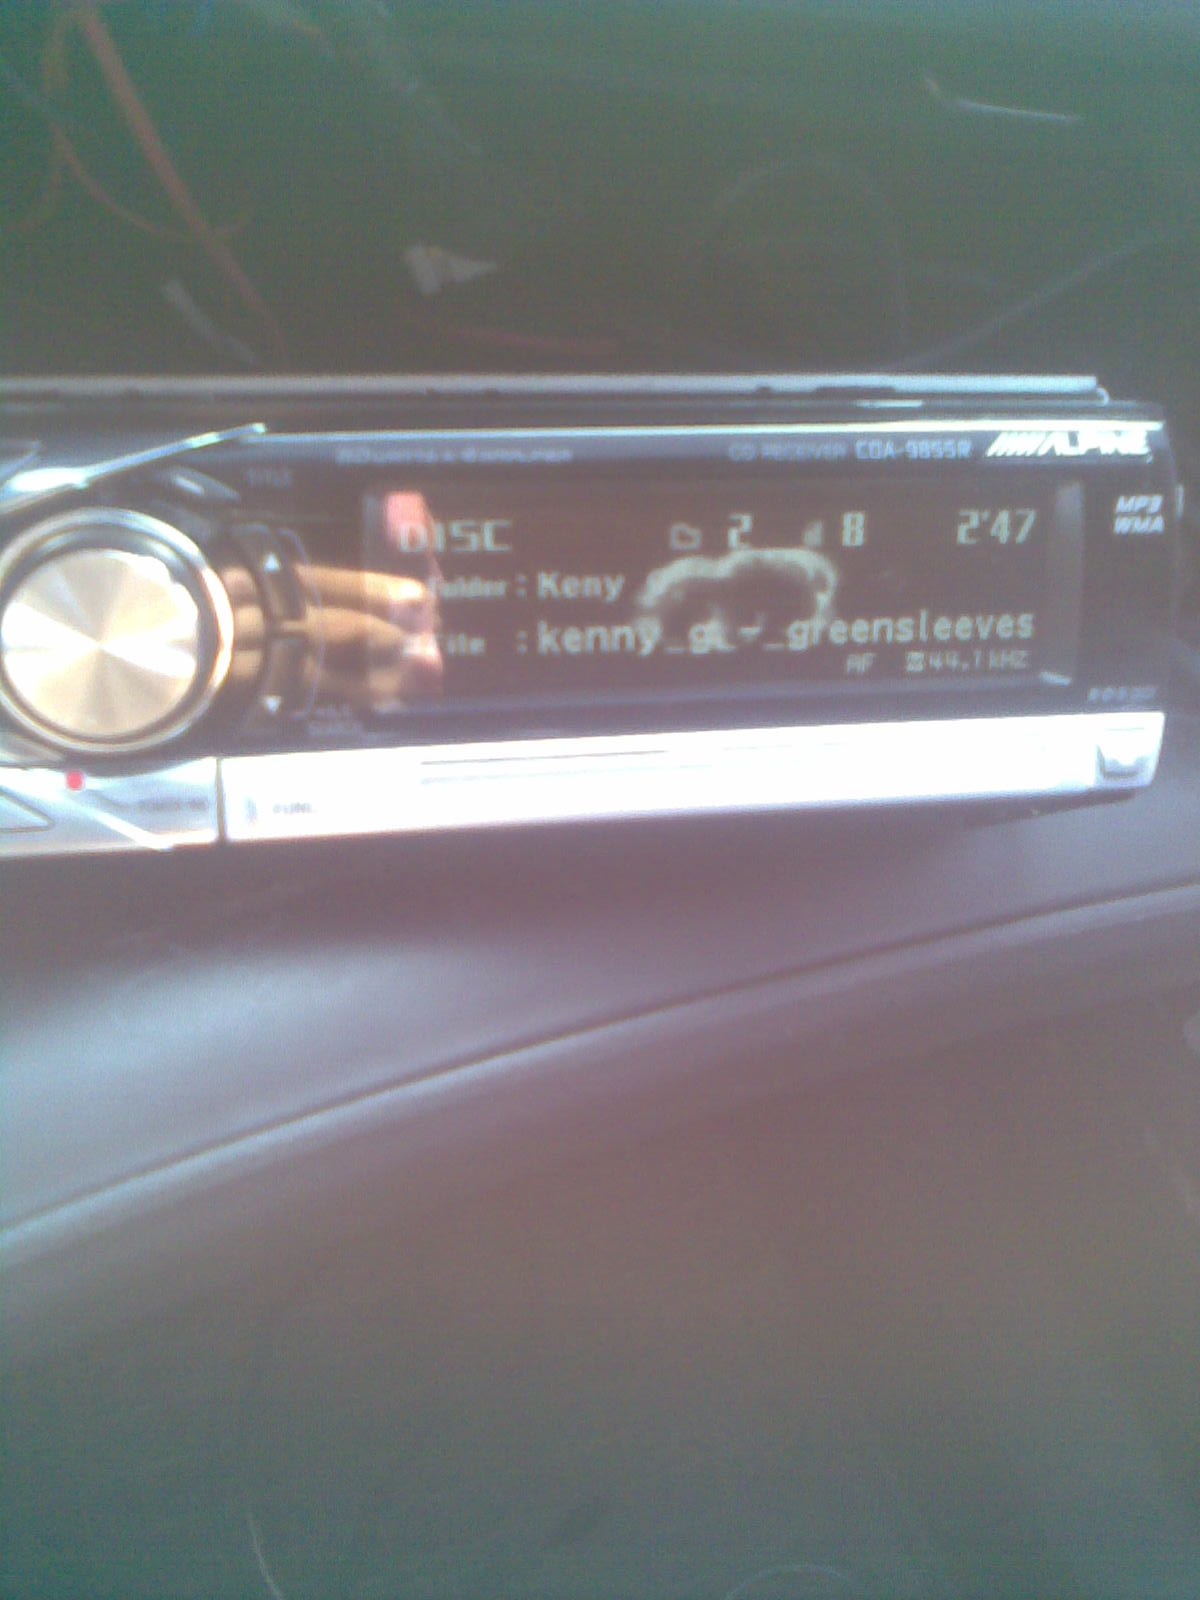 CD RECEIVER CDA-9855R ALPINE
MP3
WMA
DISC 2 8 2'47
Folder : Keny
File : kenny_g_-_greensleeves
AF 44.1kHz
FUNC.